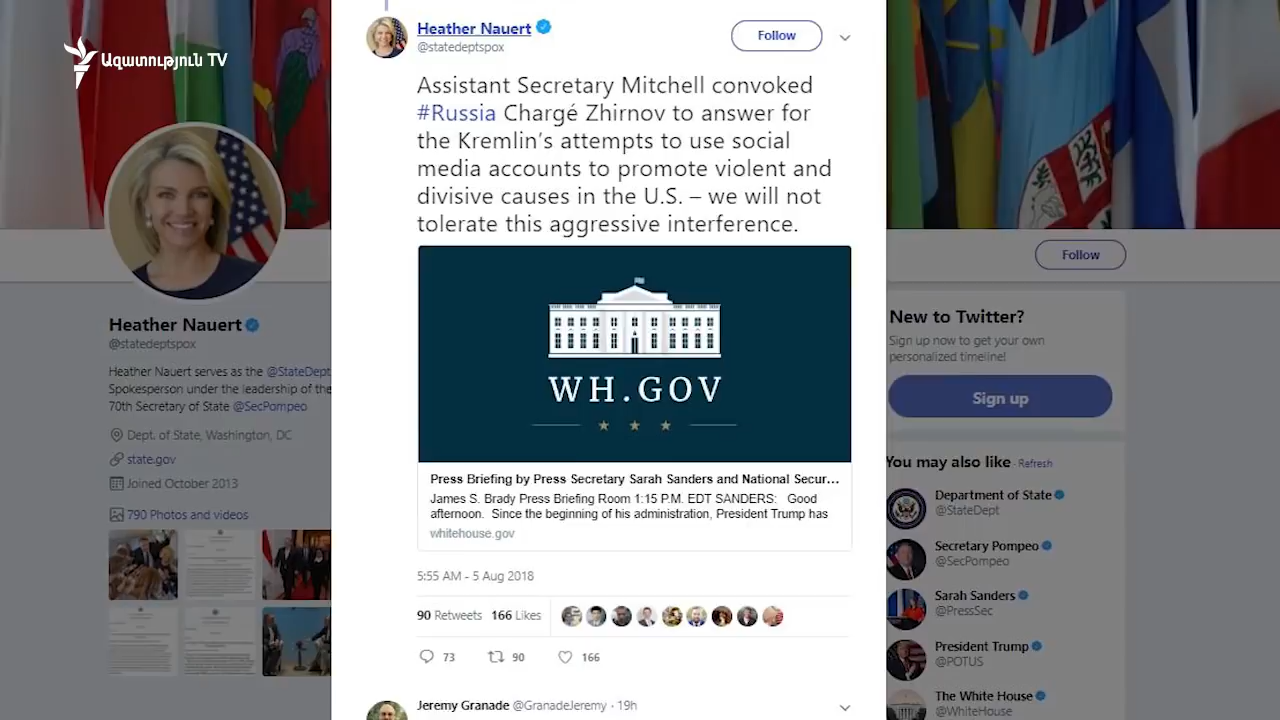 Ազատություն TV
Heather Nauert
@statedeptspox
Follow
Assistant Secretary Mitchell convoked
#Russia Chargé Zhirnov to answer for
the Kremlin's attempts to use social
media accounts to promote violent and
divisive causes in the U.S. – we will not
tolerate this aggressive interference.
WH.GOV
Press Briefing by Press Secretary Sarah Sanders and National Secur...
James S. Brady Press Briefing Room 1:15 P.M. EDT SANDERS: Good
afternoon. Since the beginning of his administration, President Trump has
whitehouse.gov
5:55 AM - 5 Aug 2018
90 Retweets 166 Likes
73 90 166
Jeremy Granade @GranadeJeremy · 19h
Heather Nauert
@statedeptspox
Heather Nauert serves as the @StateDept
Spokesperson under the leadership of the
70th Secretary of State @SecPompeo
Dept. of State, Washington, DC
state.gov
Joined October 2013
790 Photos and videos
Follow
New to Twitter?
Sign up now to get your own
personalized timeline!
Sign up
You may also like · Refresh
Department of State
@StateDept
Secretary Pompeo
@SecPompeo
Sarah Sanders
@PressSec
President Trump
@POTUS
The White House
@WhiteHouse